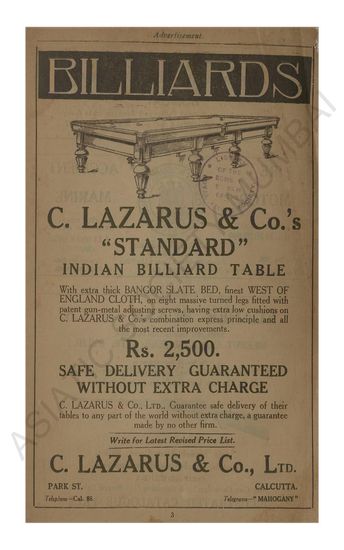 Advertisement.
BILLIARDS
C. LAZARUS & Co.'s
"STANDARD"
INDIAN BILLIARD TABLE
With extra thick BANGOR SLATE BED, finest WEST OF
ENGLAND CLOTH, on eight massive turned legs fitted with
patent gun-metal adjusting screws, having extra low cushions on
C. LAZARUS & Co.'s combination express principle and all
the most recent improvements.
Rs. 2,500.
SAFE DELIVERY GUARANTEED
WITHOUT EXTRA CHARGE
C. LAZARUS & Co., LTD., Guarantee safe delivery of their
tables to any part of the world without extra charge, a guarantee
made by no other firm.
Write for Latest Revised Price List.
C. LAZARUS & Co., LTD.
PARK ST. CALCUTTA.
Telephone—Cal. 88. Telegrams—"MAHOGANY"
3
MUMBAI